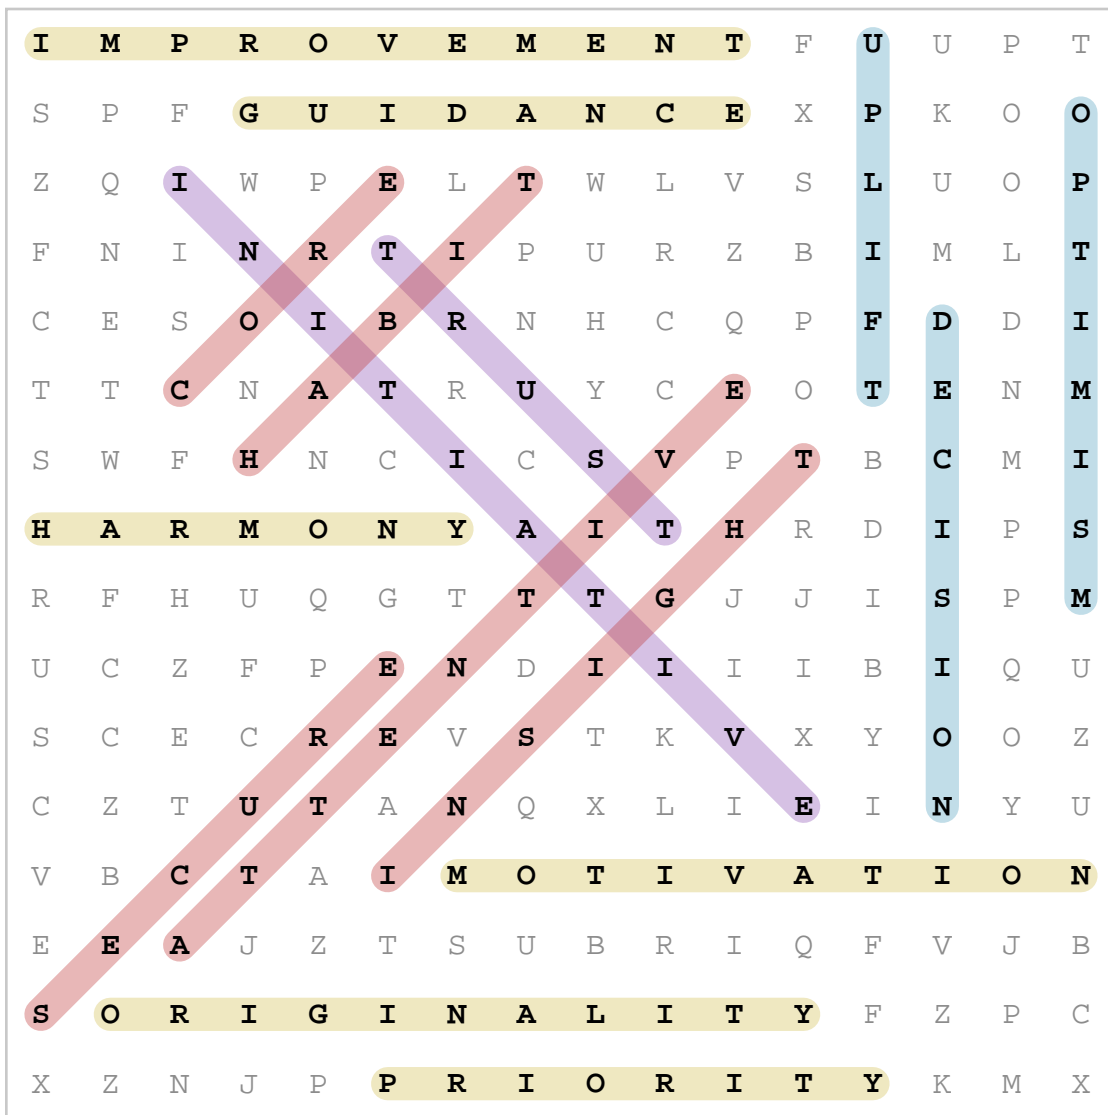 I M P R O V E M E N T F U U P T
S P F G U I D A N C E X P K O O
Z Q I W P E L T W L V S L U O P
F N I N R T I P U R Z B I M L T
C E S O I B R N H C Q P F D D I
T T C N A T R U Y C E O T E N M
S W F H N C I C S V P T B C M I
H A R M O N Y A I T H R D I P S
R F H U Q G T T T G J J I S P M
U C Z F P E N D I I I I B I Q U
S C E C R E V S T K V X Y O O Z
C Z T U T A N Q X L I E I N Y U
V B C T A I M O T I V A T I O N
E E A J Z T S U B R I Q F V J B
S O R I G I N A L I T Y F Z P C
X Z N J P P R I O R I T Y K M X